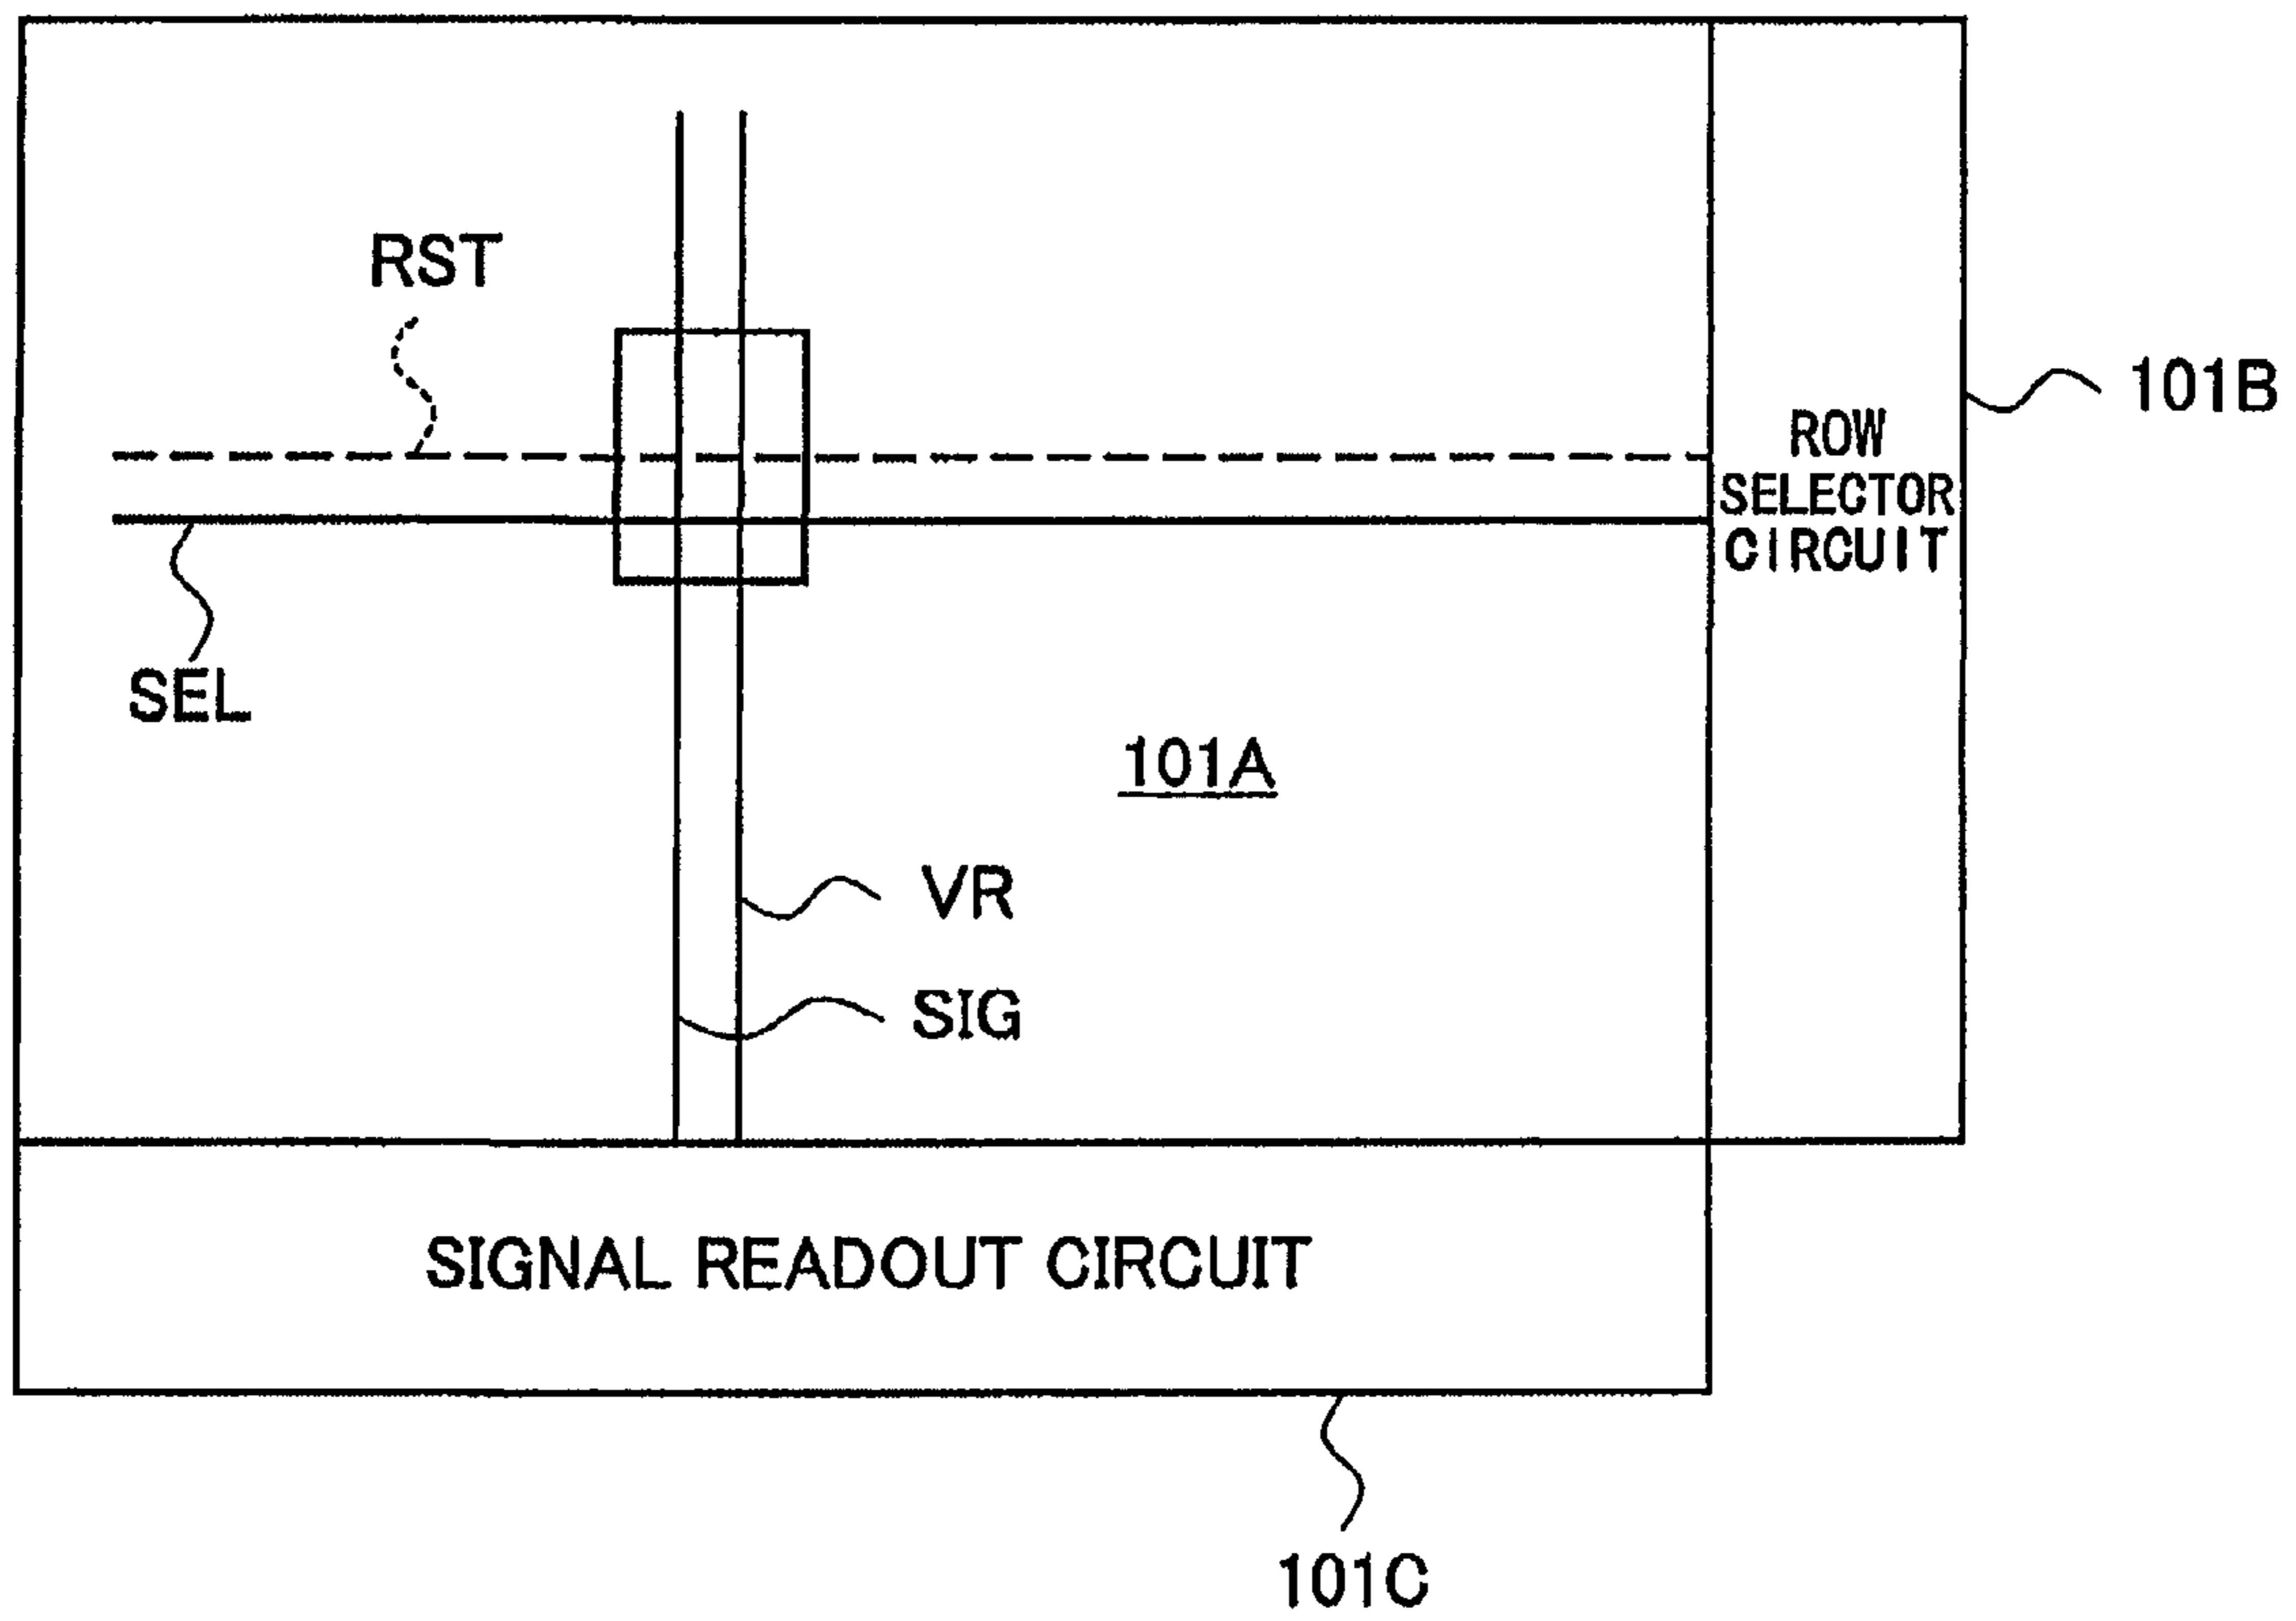 RST
101B
ROW
SELECTOR
CIRCUIT
SEL
101A
VR
SIG
SIGNAL READOUT CIRCUIT
101C